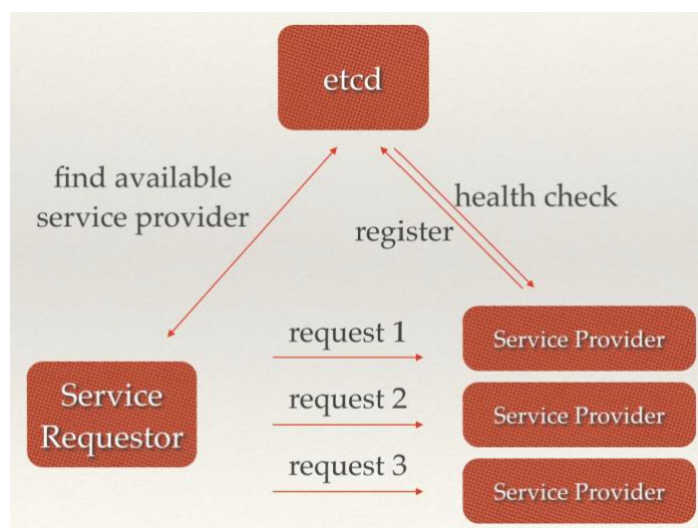 etcd
find available
service provider
health check
register
request 1
Service Provider
Service
Requestor
request 2
Service Provider
request 3
Service Provider